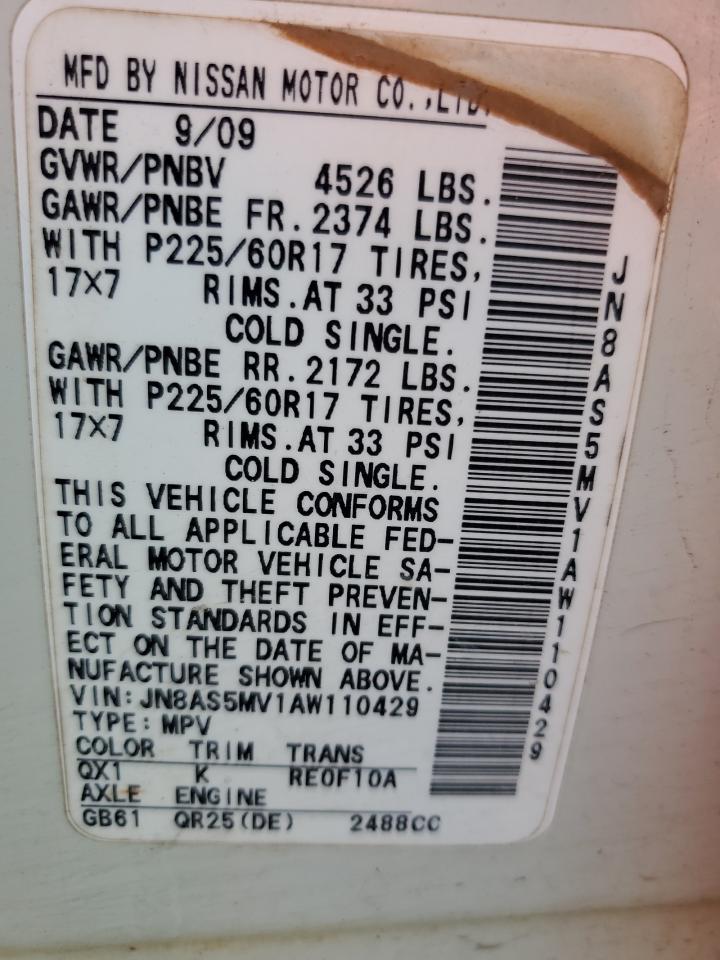 MFD BY NISSAN MOTOR CO.,LTD.
DATE 9/09
GVWR/PNBV 4526 LBS.
GAWR/PNBE FR.2374 LBS.
WITH P225/60R17 TIRES,
17×7 RIMS.AT 33 PSI
COLD SINGLE.
GAWR/PNBE RR.2172 LBS.
WITH P225/60R17 TIRES,
17×7 RIMS.AT 33 PSI
COLD SINGLE.
THIS VEHICLE CONFORMS
TO ALL APPLICABLE FED-
ERAL MOTOR VEHICLE SA-
FETY AND THEFT PREVEN-
TION STANDARDS IN EFF-
ECT ON THE DATE OF MA-
NUFACTURE SHOWN ABOVE.
VIN:JN8AS5MV1AW110429
TYPE:MPV
COLOR TRIM TRANS
QX1 K RE0F10A
AXLE ENGINE
GB61 QR25(DE) 2488CC
JN8AS5MV1AW110429